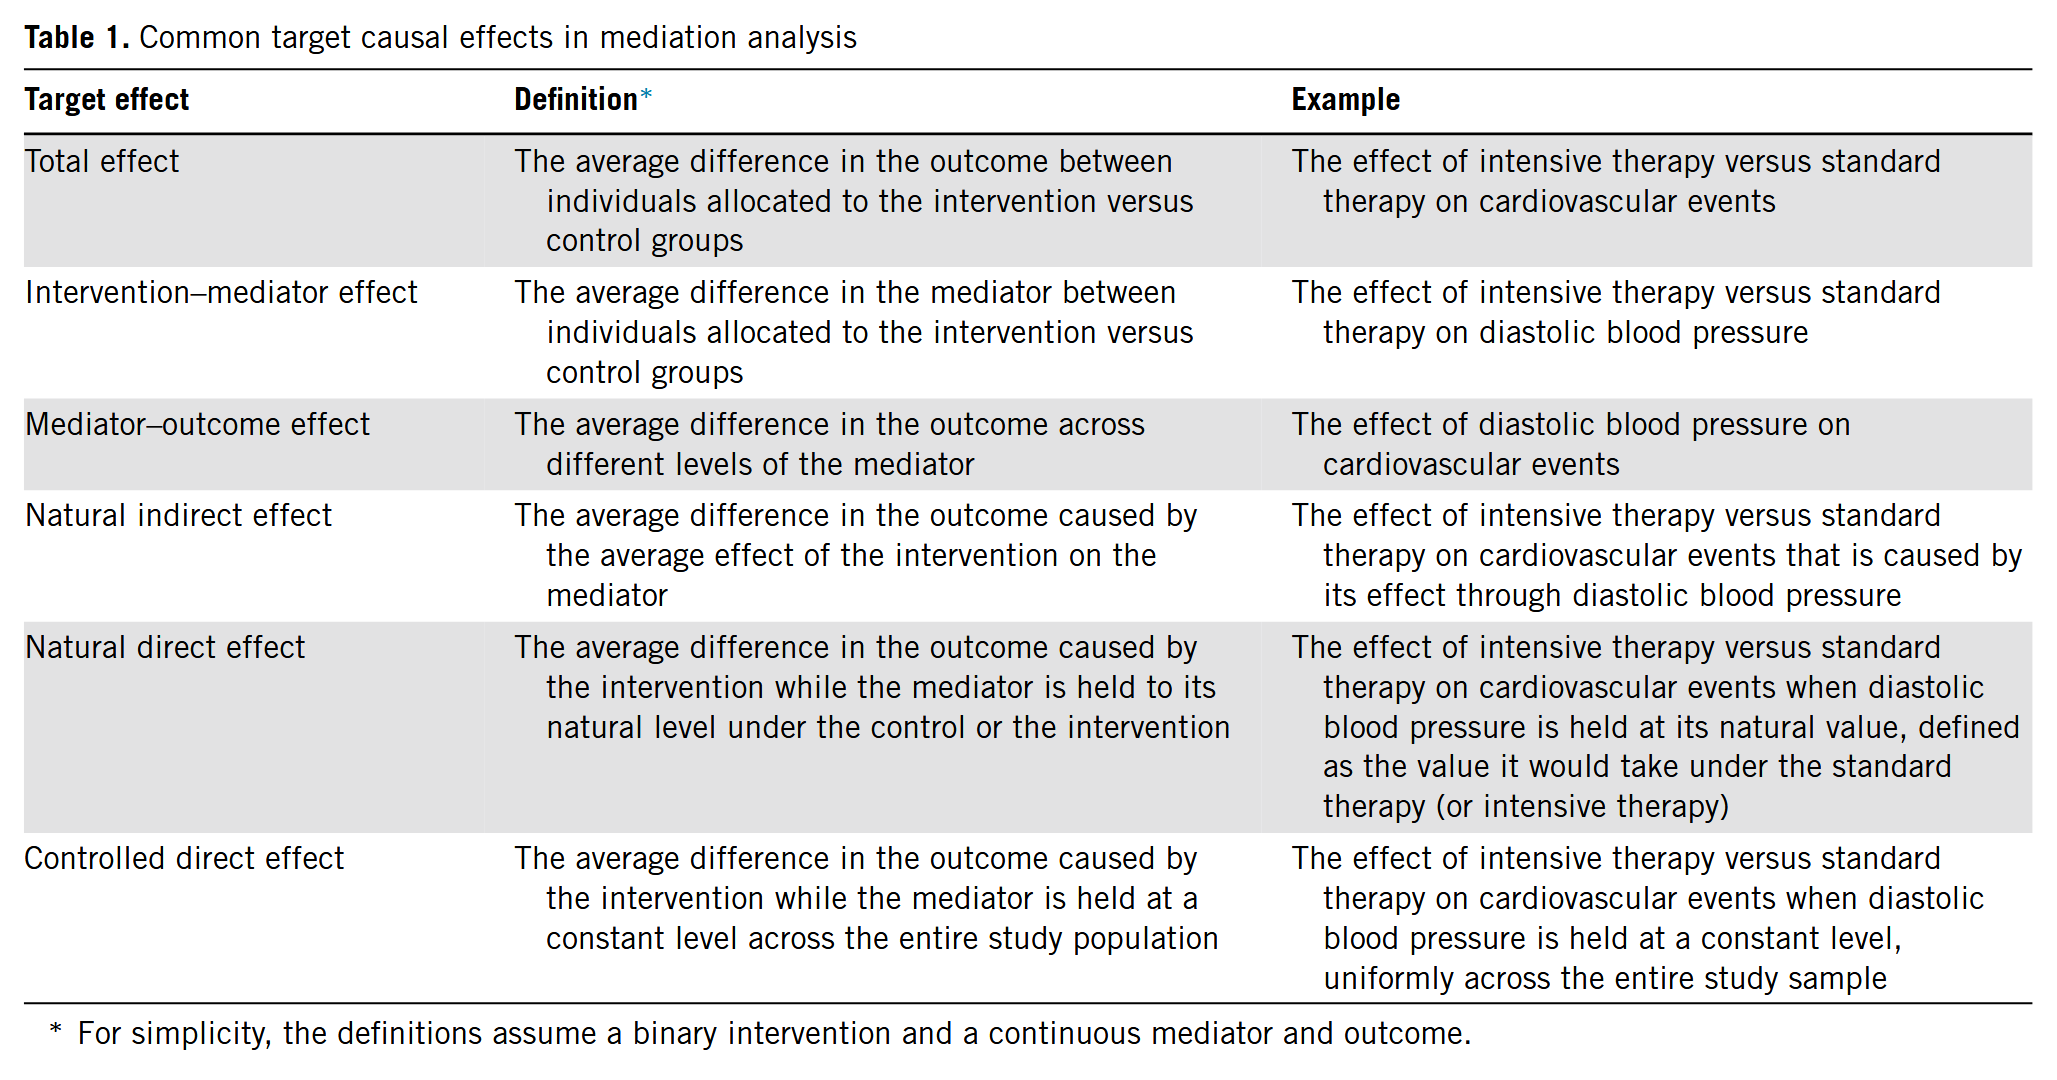 Table 1. Common target causal effects in mediation analysis
Target effect Definition* Example
Total effect
The average difference in the outcome between
individuals allocated to the intervention versus
control groups
The effect of intensive therapy versus standard
therapy on cardiovascular events
Intervention–mediator effect
The average difference in the mediator between
individuals allocated to the intervention versus
control groups
The effect of intensive therapy versus standard
therapy on diastolic blood pressure
Mediator–outcome effect
The average difference in the outcome across
different levels of the mediator
The effect of diastolic blood pressure on
cardiovascular events
Natural indirect effect
The average difference in the outcome caused by
the average effect of the intervention on the
mediator
The effect of intensive therapy versus standard
therapy on cardiovascular events that is caused by
its effect through diastolic blood pressure
Natural direct effect
The average difference in the outcome caused by
the intervention while the mediator is held to its
natural level under the control or the intervention
The effect of intensive therapy versus standard
therapy on cardiovascular events when diastolic
blood pressure is held at its natural value, defined
as the value it would take under the standard
therapy (or intensive therapy)
Controlled direct effect
The average difference in the outcome caused by
the intervention while the mediator is held at a
constant level across the entire study population
The effect of intensive therapy versus standard
therapy on cardiovascular events when diastolic
blood pressure is held at a constant level,
uniformly across the entire study sample
* For simplicity, the definitions assume a binary intervention and a continuous mediator and outcome.